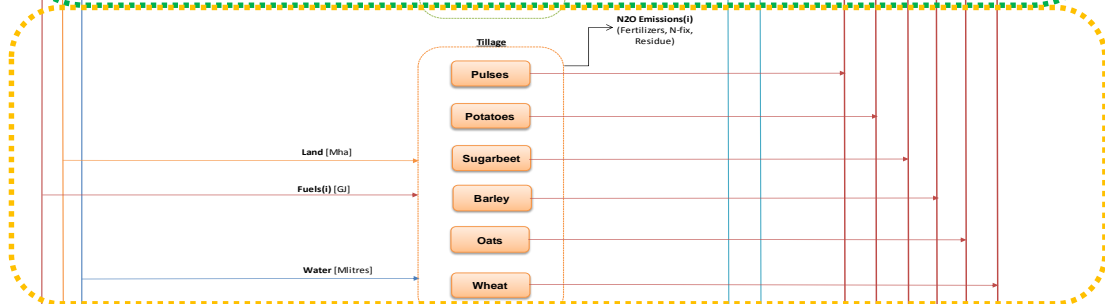 N2O Emissions(i)
(Fertilizers, N-fix,
Residue)
Tillage
Pulses
Potatoes
Land [Mha]
Sugarbeet
Fuels(i) [GJ]
Barley
Oats
Water [Mlitres]
Wheat